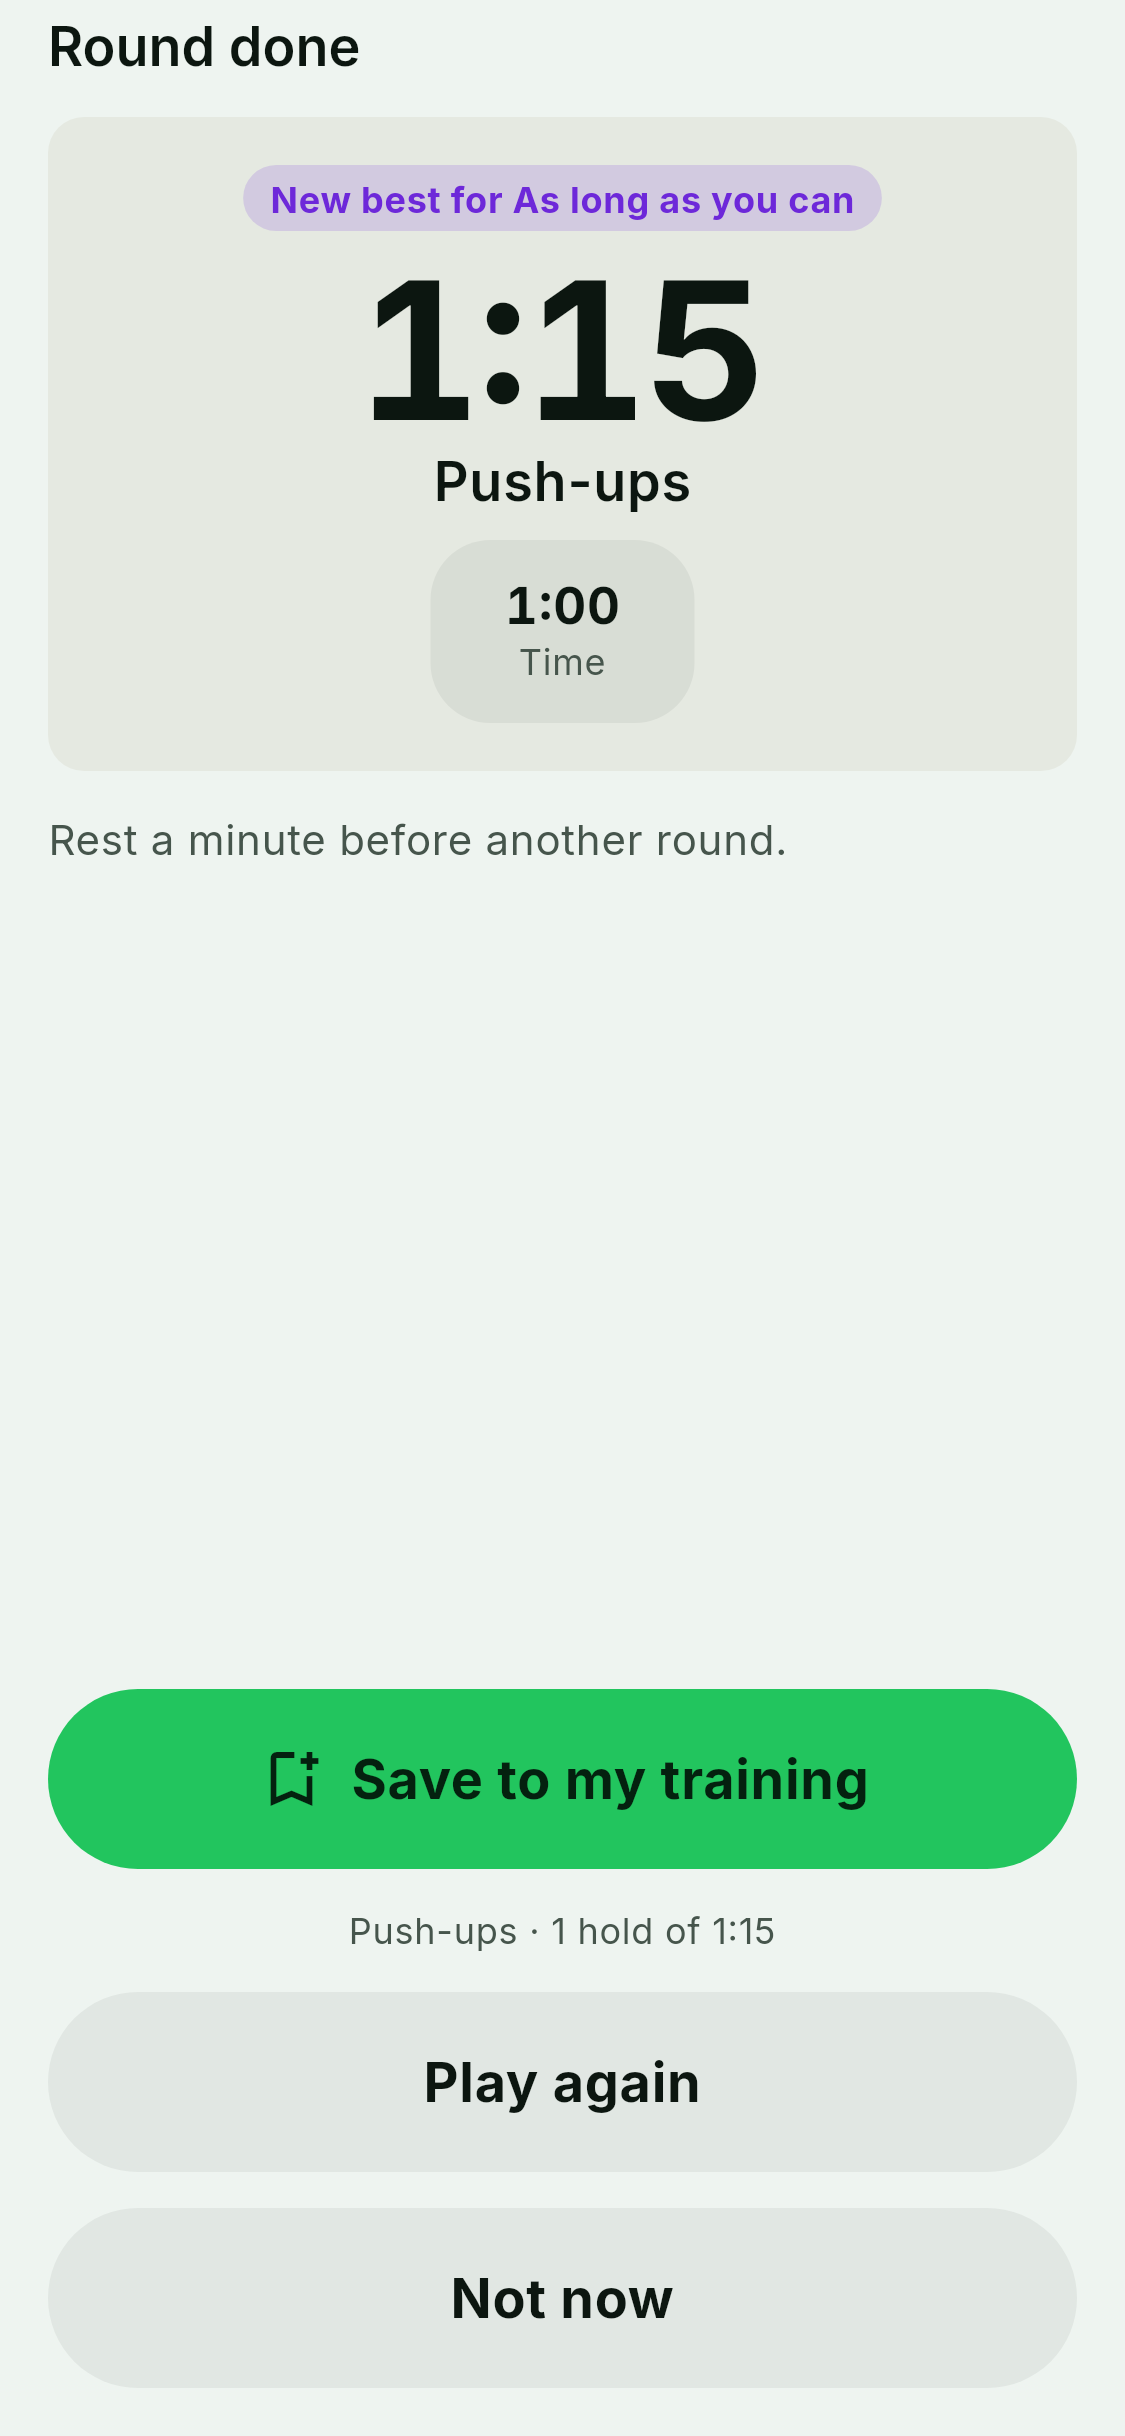 Round done
New best for As long as you can
1:15
Push-ups
1:00
Time
Rest a minute before another round.
Save to my training
Push-ups · 1 hold of 1:15
Play again
Not now